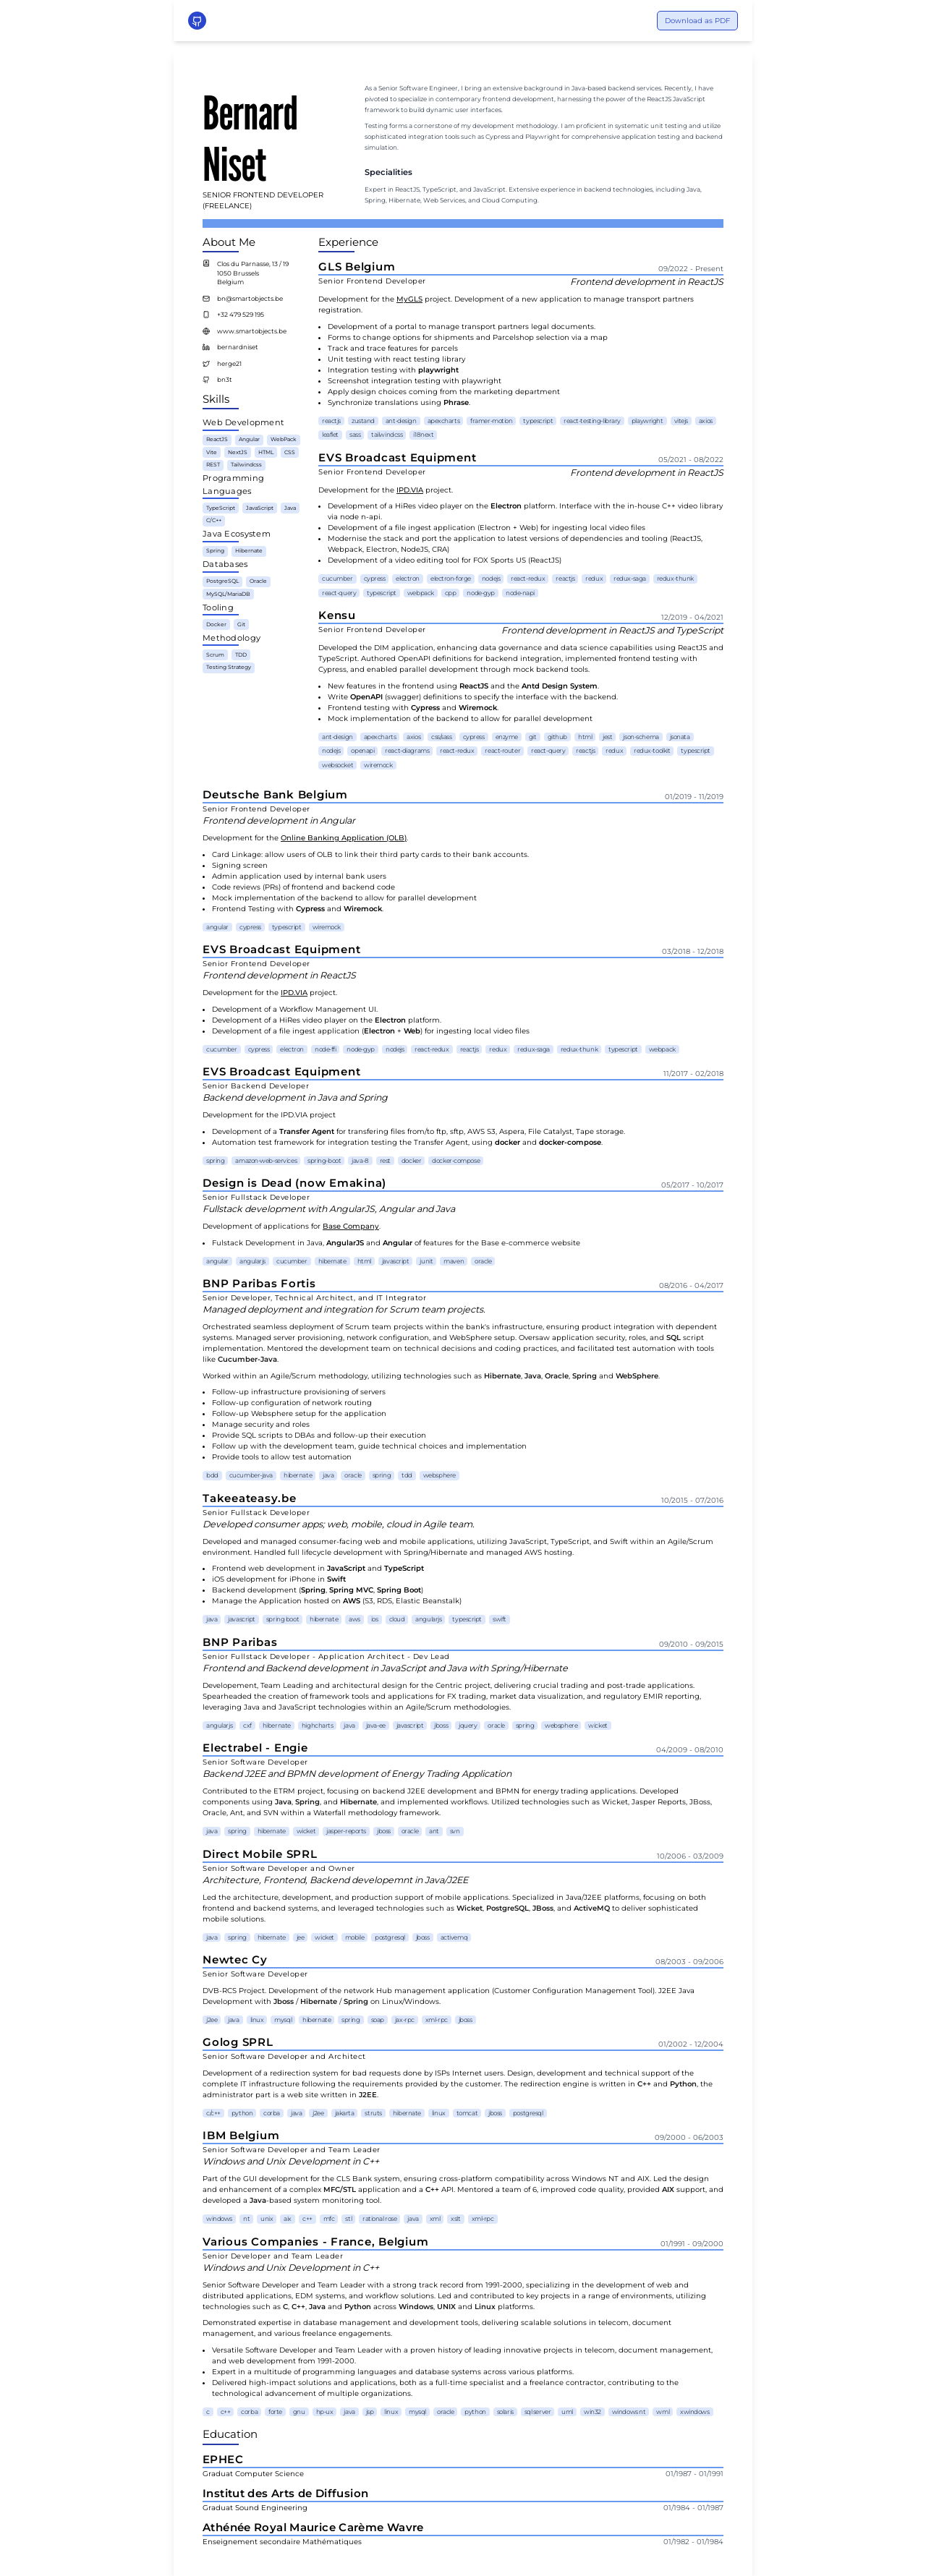 Download as PDF
Bernard
Niset
SENIOR FRONTEND DEVELOPER
(FREELANCE)
As a Senior Software Engineer, I bring an extensive background in Java-based backend services. Recently, I have
pivoted to specialize in contemporary frontend development, harnessing the power of the ReactJS JavaScript
framework to build dynamic user interfaces.
Testing forms a cornerstone of my development methodology. I am proficient in systematic unit testing and utilize
sophisticated integration tools such as Cypress and Playwright for comprehensive application testing and backend
simulation.
Specialities
Expert in ReactJS, TypeScript, and JavaScript. Extensive experience in backend technologies, including Java,
Spring, Hibernate, Web Services, and Cloud Computing.
About Me
Clos du Parnasse, 13 / 19
1050 Brussels
Belgium
bn@smartobjects.be
+32 479 529 195
www.smartobjects.be
bernardniset
herge21
bn3t
Skills
Web Development
ReactJS Angular WebPack
Vite NextJS HTML CSS
REST Tailwindcss
Programming
Languages
TypeScript JavaScript Java
C/C++
Java Ecosystem
Spring Hibernate
Databases
PostgreSQL Oracle
MySQL/MariaDB
Tooling
Docker Git
Methodology
Scrum TDD
Testing Strategy
Experience
GLS Belgium 09/2022 - Present
Senior Frontend Developer Frontend development in ReactJS
Development for the MyGLS project. Development of a new application to manage transport partners
registration.
• Development of a portal to manage transport partners legal documents.
• Forms to change options for shipments and Parcelshop selection via a map
• Track and trace features for parcels
• Unit testing with react testing library
• Integration testing with playwright
• Screenshot integration testing with playwright
• Apply design choices coming from the marketing department
• Synchronize translations using Phrase.
reactjs zustand ant-design apexcharts framer-motion typescript react-testing-library playwright vitejs axios
leaflet sass tailwindcss i18next
EVS Broadcast Equipment 05/2021 - 08/2022
Senior Frontend Developer Frontend development in ReactJS
Development for the IPD.VIA project.
• Development of a HiRes video player on the Electron platform. Interface with the in-house C++ video library
via node n-api.
• Development of a file ingest application (Electron + Web) for ingesting local video files
• Modernise the stack and port the application to latest versions of dependencies and tooling (ReactJS,
Webpack, Electron, NodeJS, CRA)
• Development of a video editing tool for FOX Sports US (ReactJS)
cucumber cypress electron electron-forge nodejs react-redux reactjs redux redux-saga redux-thunk
react-query typescript webpack cpp node-gyp node-napi
Kensu 12/2019 - 04/2021
Senior Frontend Developer Frontend development in ReactJS and TypeScript
Developed the DIM application, enhancing data governance and data science capabilities using ReactJS and
TypeScript. Authored OpenAPI definitions for backend integration, implemented frontend testing with
Cypress, and enabled parallel development through mock backend tools.
• New features in the frontend using ReactJS and the Antd Design System.
• Write OpenAPI (swagger) definitions to specify the interface with the backend.
• Frontend testing with Cypress and Wiremock.
• Mock implementation of the backend to allow for parallel development
ant-design apexcharts axios css/sass cypress enzyme git github html jest json-schema jsonata
nodejs openapi react-diagrams react-redux react-router react-query reactjs redux redux-toolkit typescript
websocket wiremock
Deutsche Bank Belgium 01/2019 - 11/2019
Senior Frontend Developer
Frontend development in Angular
Development for the Online Banking Application (OLB).
• Card Linkage: allow users of OLB to link their third party cards to their bank accounts.
• Signing screen
• Admin application used by internal bank users
• Code reviews (PRs) of frontend and backend code
• Mock implementation of the backend to allow for parallel development
• Frontend Testing with Cypress and Wiremock.
angular cypress typescript wiremock
EVS Broadcast Equipment 03/2018 - 12/2018
Senior Frontend Developer
Frontend development in ReactJS
Development for the IPD.VIA project.
• Development of a Workflow Management UI.
• Development of a HiRes video player on the Electron platform.
• Development of a file ingest application (Electron + Web) for ingesting local video files
cucumber cypress electron node-ffi node-gyp nodejs react-redux reactjs redux redux-saga redux-thunk typescript webpack
EVS Broadcast Equipment 11/2017 - 02/2018
Senior Backend Developer
Backend development in Java and Spring
Development for the IPD.VIA project
• Development of a Transfer Agent for transfering files from/to ftp, sftp, AWS S3, Aspera, File Catalyst, Tape storage.
• Automation test framework for integration testing the Transfer Agent, using docker and docker-compose.
spring amazon-web-services spring-boot java-8 rest docker docker-compose
Design is Dead (now Emakina) 05/2017 - 10/2017
Senior Fullstack Developer
Fullstack development with AngularJS, Angular and Java
Development of applications for Base Company.
• Fulstack Development in Java, AngularJS and Angular of features for the Base e-commerce website
angular angularjs cucumber hibernate html javascript junit maven oracle
BNP Paribas Fortis 08/2016 - 04/2017
Senior Developer, Technical Architect, and IT Integrator
Managed deployment and integration for Scrum team projects.
Orchestrated seamless deployment of Scrum team projects within the bank's infrastructure, ensuring product integration with dependent
systems. Managed server provisioning, network configuration, and WebSphere setup. Oversaw application security, roles, and SQL script
implementation. Mentored the development team on technical decisions and coding practices, and facilitated test automation with tools
like Cucumber-Java.
Worked within an Agile/Scrum methodology, utilizing technologies such as Hibernate, Java, Oracle, Spring and WebSphere.
• Follow-up infrastructure provisioning of servers
• Follow-up configuration of network routing
• Follow-up Websphere setup for the application
• Manage security and roles
• Provide SQL scripts to DBAs and follow-up their execution
• Follow up with the development team, guide technical choices and implementation
• Provide tools to allow test automation
bdd cucumber-java hibernate java oracle spring tdd websphere
Takeeateasy.be 10/2015 - 07/2016
Senior Fullstack Developer
Developed consumer apps; web, mobile, cloud in Agile team.
Developed and managed consumer-facing web and mobile applications, utilizing JavaScript, TypeScript, and Swift within an Agile/Scrum
environment. Handled full lifecycle development with Spring/Hibernate and managed AWS hosting.
• Frontend web development in JavaScript and TypeScript
• iOS development for iPhone in Swift
• Backend development (Spring, Spring MVC, Spring Boot)
• Manage the Application hosted on AWS (S3, RDS, Elastic Beanstalk)
java javascript spring boot hibernate aws ios cloud angularjs typescript swift
BNP Paribas 09/2010 - 09/2015
Senior Fullstack Developer - Application Architect - Dev Lead
Frontend and Backend development in JavaScript and Java with Spring/Hibernate
Developement, Team Leading and architectural design for the Centric project, delivering crucial trading and post-trade applications.
Spearheaded the creation of framework tools and applications for FX trading, market data visualization, and regulatory EMIR reporting,
leveraging Java and JavaScript technologies within an Agile/Scrum methodologies.
angularjs cxf hibernate highcharts java java-ee javascript jboss jquery oracle spring websphere wicket
Electrabel - Engie 04/2009 - 08/2010
Senior Software Developer
Backend J2EE and BPMN development of Energy Trading Application
Contributed to the ETRM project, focusing on backend J2EE development and BPMN for energy trading applications. Developed
components using Java, Spring, and Hibernate, and implemented workflows. Utilized technologies such as Wicket, Jasper Reports, JBoss,
Oracle, Ant, and SVN within a Waterfall methodology framework.
java spring hibernate wicket jasper-reports jboss oracle ant svn
Direct Mobile SPRL 10/2006 - 03/2009
Senior Software Developer and Owner
Architecture, Frontend, Backend developemnt in Java/J2EE
Led the architecture, development, and production support of mobile applications. Specialized in Java/J2EE platforms, focusing on both
frontend and backend systems, and leveraged technologies such as Wicket, PostgreSQL, JBoss, and ActiveMQ to deliver sophisticated
mobile solutions.
java spring hibernate jee wicket mobile postgresql jboss activemq
Newtec Cy 08/2003 - 09/2006
Senior Software Developer
DVB-RCS Project. Development of the network Hub management application (Customer Configuration Management Tool). J2EE Java
Development with Jboss / Hibernate / Spring on Linux/Windows.
j2ee java linux mysql hibernate spring soap jax-rpc xml-rpc jboss
Golog SPRL 01/2002 - 12/2004
Senior Software Developer and Architect
Development of a redirection system for bad requests done by ISPs Internet users. Design, development and technical support of the
complete IT infrastructure following the requirements provided by the customer. The redirection engine is written in C++ and Python, the
administrator part is a web site written in J2EE.
c/c++ python corba java j2ee jakarta struts hibernate linux tomcat jboss postgresql
IBM Belgium 09/2000 - 06/2003
Senior Software Developer and Team Leader
Windows and Unix Development in C++
Part of the GUI development for the CLS Bank system, ensuring cross-platform compatibility across Windows NT and AIX. Led the design
and enhancement of a complex MFC/STL application and a C++ API. Mentored a team of 6, improved code quality, provided AIX support, and
developed a Java-based system monitoring tool.
windows nt unix aix c++ mfc stl rational rose java xml xslt xml-rpc
Various Companies - France, Belgium 01/1991 - 09/2000
Senior Developer and Team Leader
Windows and Unix Development in C++
Senior Software Developer and Team Leader with a strong track record from 1991-2000, specializing in the development of web and
distributed applications, EDM systems, and workflow solutions. Led and contributed to key projects in a range of environments, utilizing
technologies such as C, C++, Java and Python across Windows, UNIX and Linux platforms.
Demonstrated expertise in database management and development tools, delivering scalable solutions in telecom, document
management, and various freelance engagements.
• Versatile Software Developer and Team Leader with a proven history of leading innovative projects in telecom, document management,
and web development from 1991-2000.
• Expert in a multitude of programming languages and database systems across various platforms.
• Delivered high-impact solutions and applications, both as a full-time specialist and a freelance contractor, contributing to the
technological advancement of multiple organizations.
c c++ corba forte gnu hp-ux java jsp linux mysql oracle python solaris sqlserver uml win32 windows nt wml xwindows
Education
EPHEC
Graduat Computer Science 01/1987 - 01/1991
Institut des Arts de Diffusion
Graduat Sound Engineering 01/1984 - 01/1987
Athénée Royal Maurice Carème Wavre
Enseignement secondaire Mathématiques 01/1982 - 01/1984